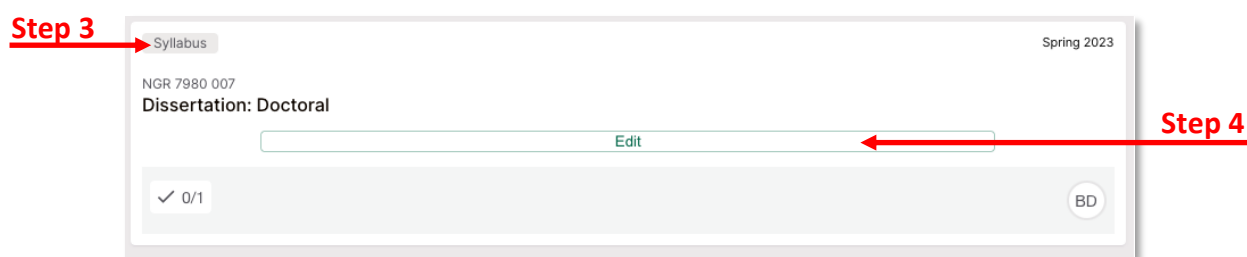 Step 3
Syllabus
Spring 2023
NGR 7980 007
Dissertation: Doctoral
Edit
Step 4
0/1
BD